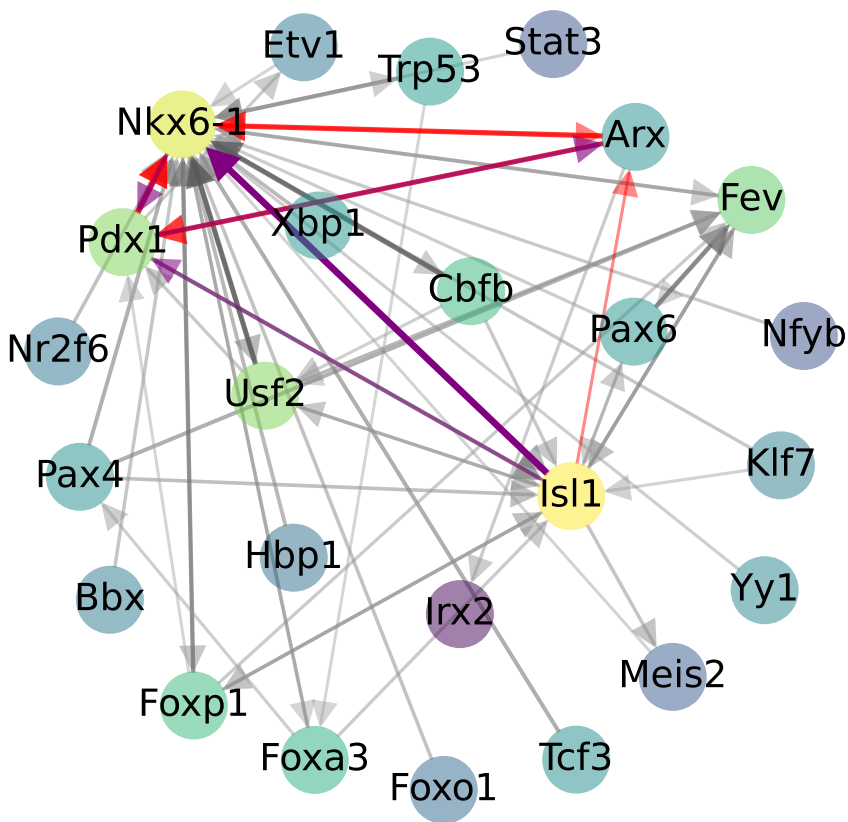 Stat3
Etv1
Trp53
Nkx6-1
Arx
Fev
Xbp1
Pdx1
Cbfb
Pax6
Nfyb
Nr2f6
Usf2
Klf7
Pax4
Isl1
Hbp1
Yy1
Bbx
Irx2
Meis2
Foxp1
Foxa3
Tcf3
Foxo1